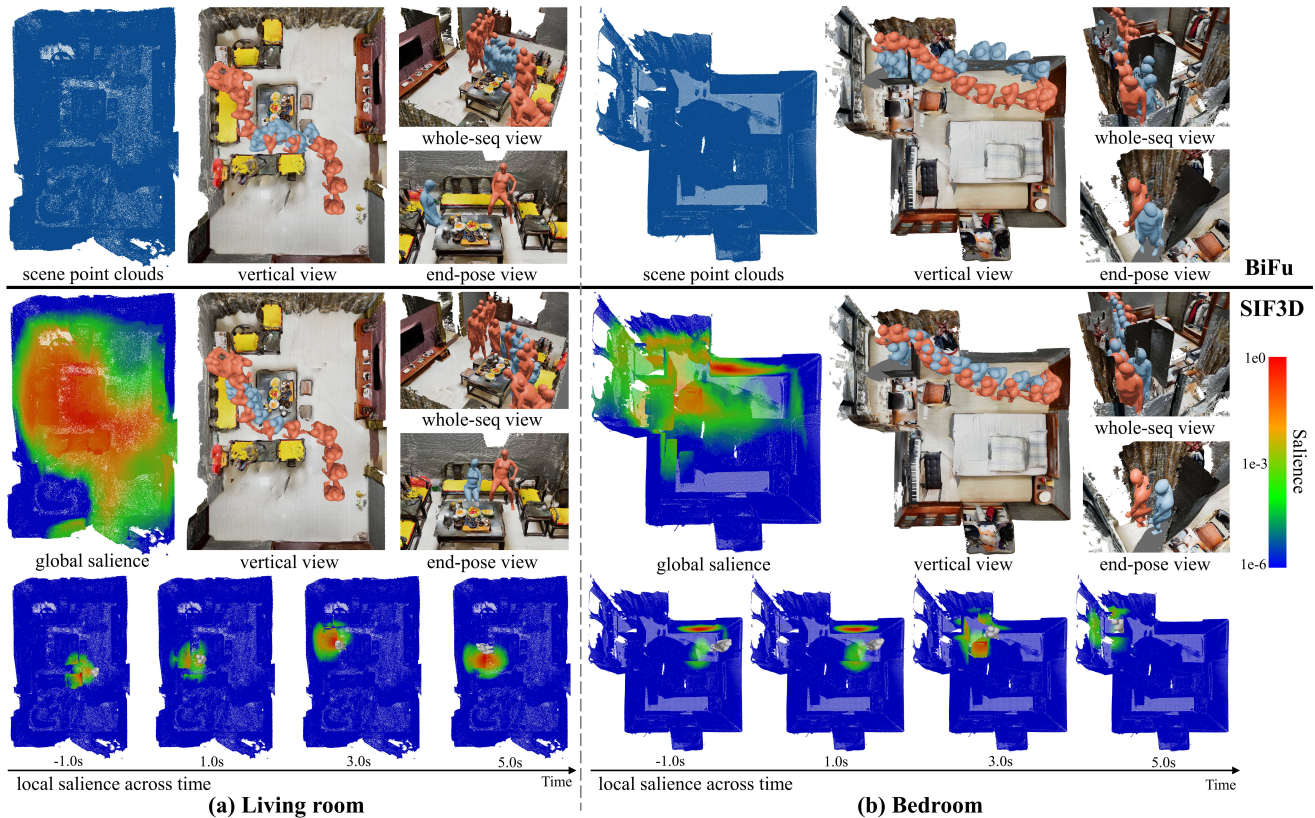 whole-seq view
whole-seq view
scene point clouds
vertical view
end-pose view
scene point clouds
vertical view
end-pose view
BiFu
SIF3D
1e0
whole-seq view
whole-seq view
Salience
1e-3
global salience
vertical view
end-pose view
global salience
vertical view
end-pose view
1e-6
-1.0s
1.0s
3.0s
5.0s
-1.0s
1.0s
3.0s
5.0s
local salience across time
Time
local salience across time
Time
(a) Living room
(b) Bedroom